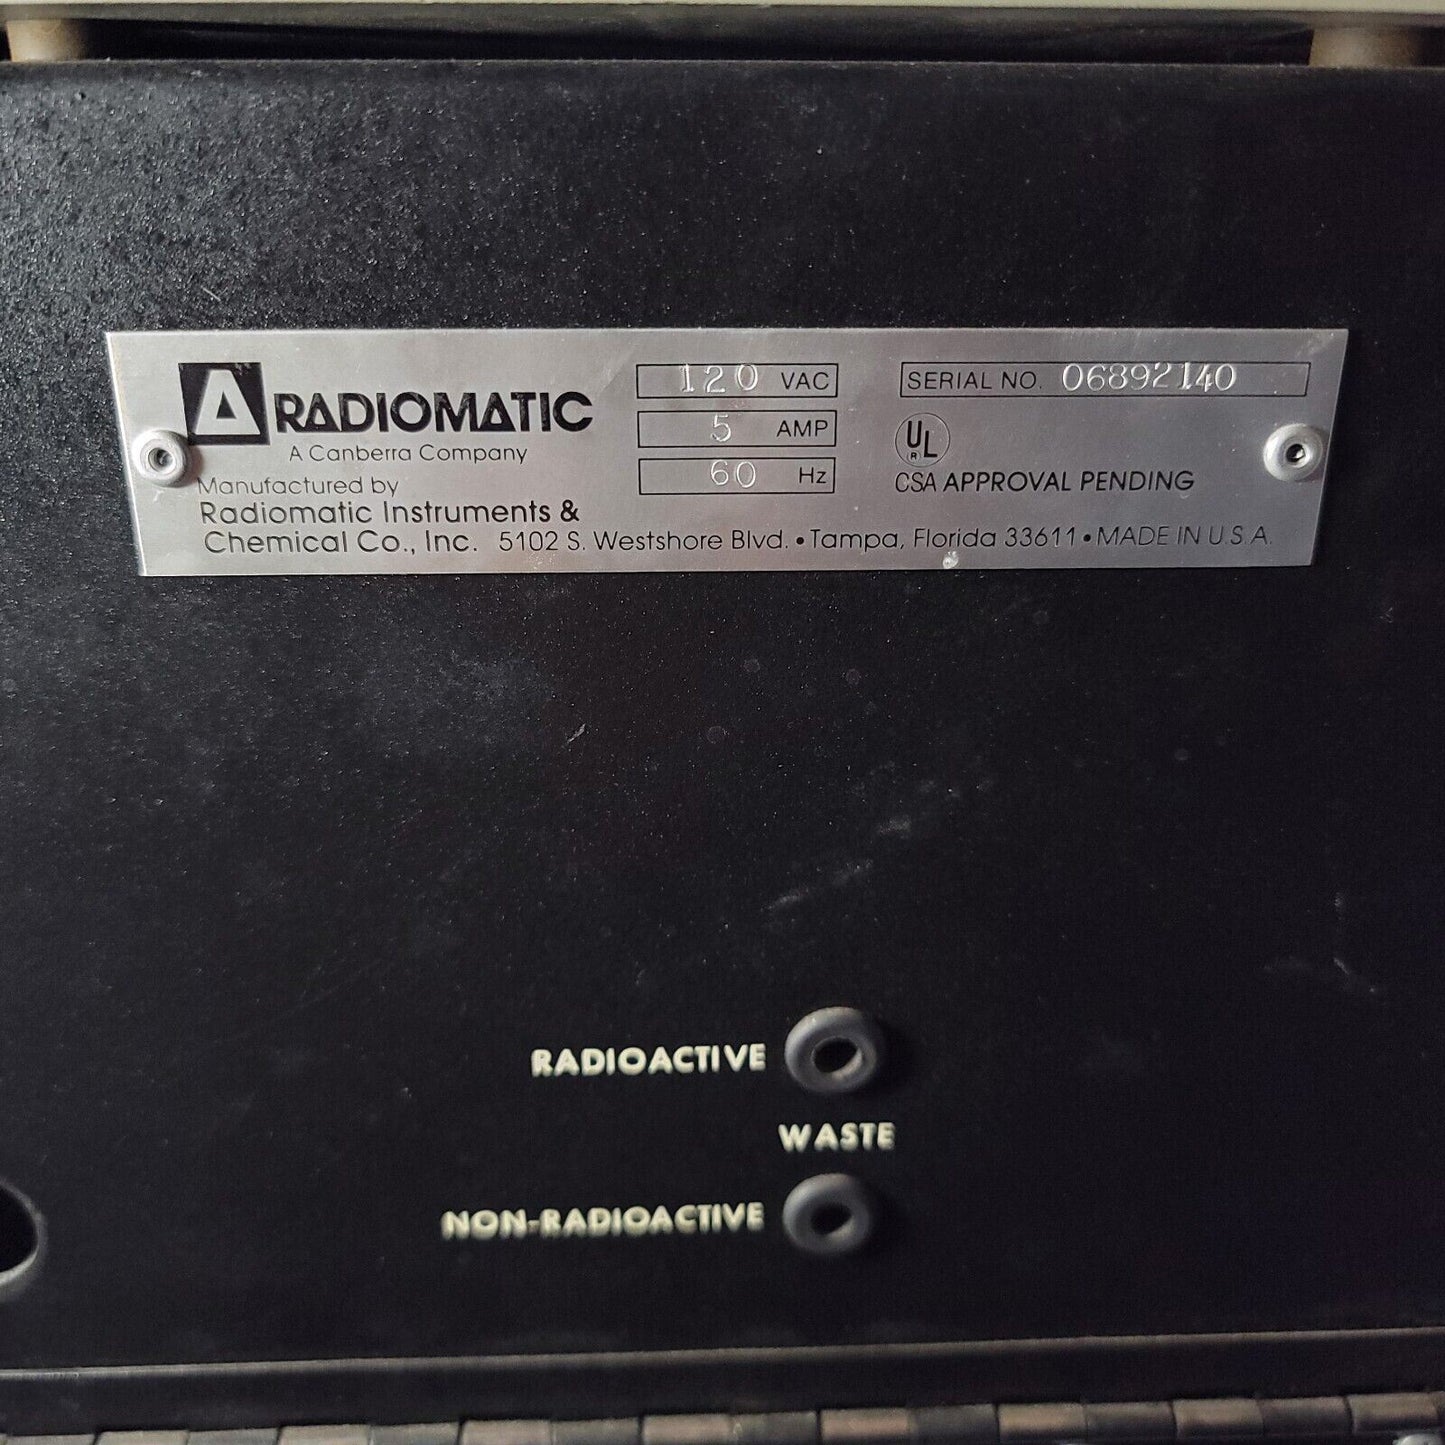 RADIOMATIC
A Canberra Company
Manufactured by
Radiomatic Instruments &
Chemical Co., Inc. 5102 S. Westshore Blvd. • Tampa, Florida 33611 • MADE IN U.S.A.
120 VAC
5 AMP
60 Hz
SERIAL NO. 06892140
UL
R
CSA APPROVAL PENDING
RADIOACTIVE
WASTE
NON-RADIOACTIVE